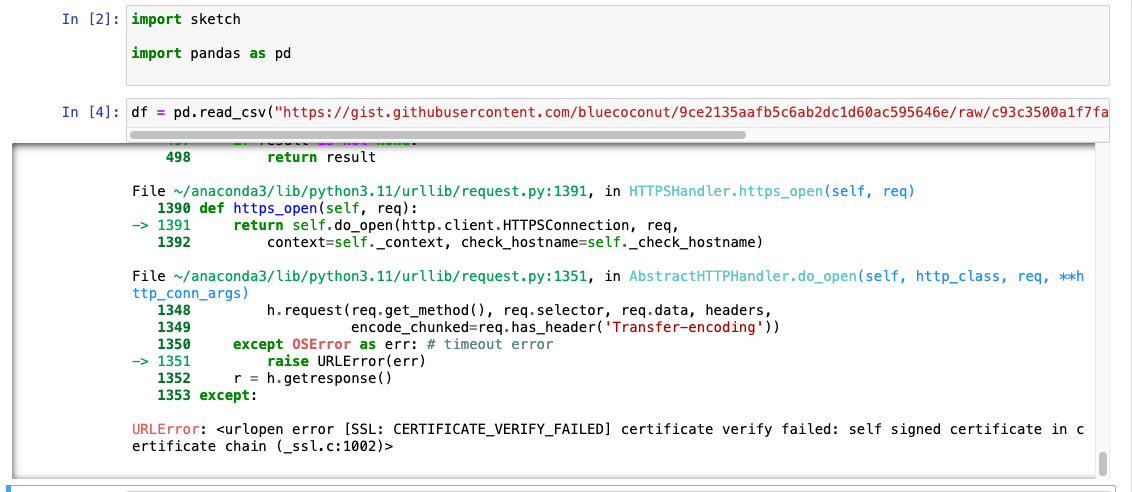 In [2]: import sketch
import pandas as pd
In [4]: df = pd.read_csv("https://gist.githubusercontent.com/bluecoconut/9ce2135aafb5c6ab2dc1d60ac595646e/raw/c93c3500a1f7fa
498 return result
File ~/anaconda3/lib/python3.11/urllib/request.py:1391, in HTTPSHandler.https_open(self, req)
1390 def https_open(self, req):
-> 1391 return self.do_open(http.client.HTTPSConnection, req,
1392 context=self._context, check_hostname=self._check_hostname)
File ~/anaconda3/lib/python3.11/urllib/request.py:1351, in AbstractHTTPHandler.do_open(self, http_class, req, **h
ttp_conn_args)
1348 h.request(req.get_method(), req.selector, req.data, headers,
1349 encode_chunked=req.has_header('Transfer-encoding'))
1350 except OSError as err: # timeout error
-> 1351 raise URLError(err)
1352 r = h.getresponse()
1353 except:
URLError: <urlopen error [SSL: CERTIFICATE_VERIFY_FAILED] certificate verify failed: self signed certificate in c
ertificate chain (_ssl.c:1002)>